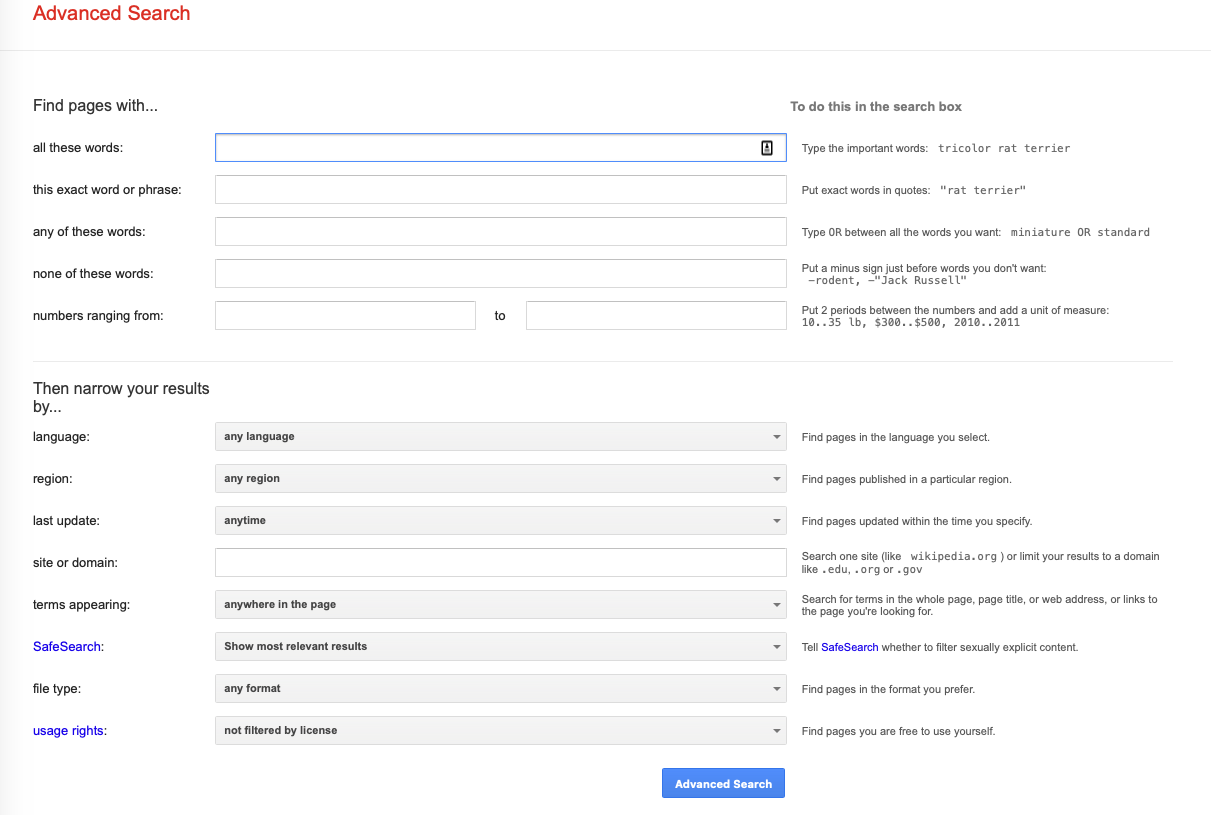 Advanced Search
Find pages with...
To do this in the search box
all these words:
Type the important words: tricolor rat terrier
this exact word or phrase:
Put exact words in quotes: "rat terrier"
any of these words:
Type OR between all the words you want: miniature OR standard
none of these words:
Put a minus sign just before words you don't want:
-rodent, -"Jack Russell"
numbers ranging from:
to
Put 2 periods between the numbers and add a unit of measure:
10..35 lb, $300..$500, 2010..2011
Then narrow your results
by...
language:
any language
Find pages in the language you select.
region:
any region
Find pages published in a particular region.
last update:
anytime
Find pages updated within the time you specify.
site or domain:
Search one site (like wikipedia.org ) or limit your results to a domain
like .edu, .org or .gov
terms appearing:
anywhere in the page
Search for terms in the whole page, page title, or web address, or links to
the page you're looking for.
SafeSearch:
Show most relevant results
Tell SafeSearch whether to filter sexually explicit content.
file type:
any format
Find pages in the format you prefer.
usage rights:
not filtered by license
Find pages you are free to use yourself.
Advanced Search